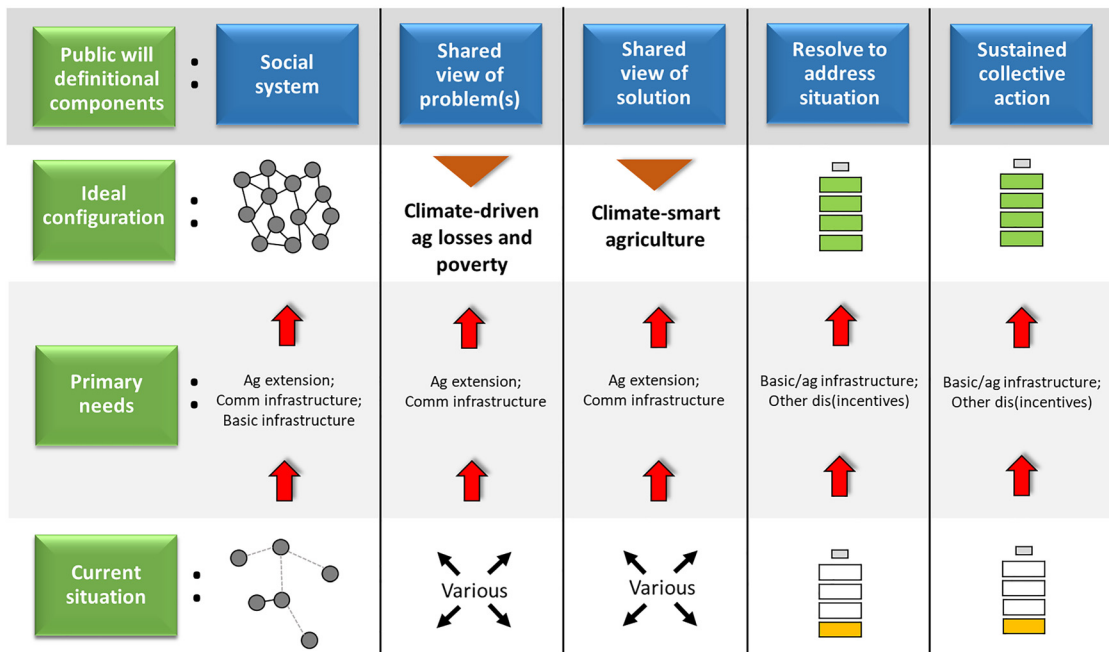 Public will
definitional
components
:
Social
system
Shared
view of
problem(s)
Shared
view of
solution
Resolve to
address
situation
Sustained
collective
action
Ideal
configuration
:
Climate-driven
ag losses and
poverty
Climate-smart
agriculture
Primary
needs
:
Ag extension;
Comm infrastructure;
Basic infrastructure
Ag extension;
Comm infrastructure
Ag extension;
Comm infrastructure
Basic/ag infrastructure;
Other dis(incentives)
Basic/ag infrastructure;
Other dis(incentives)
Current
situation
:
Various
Various